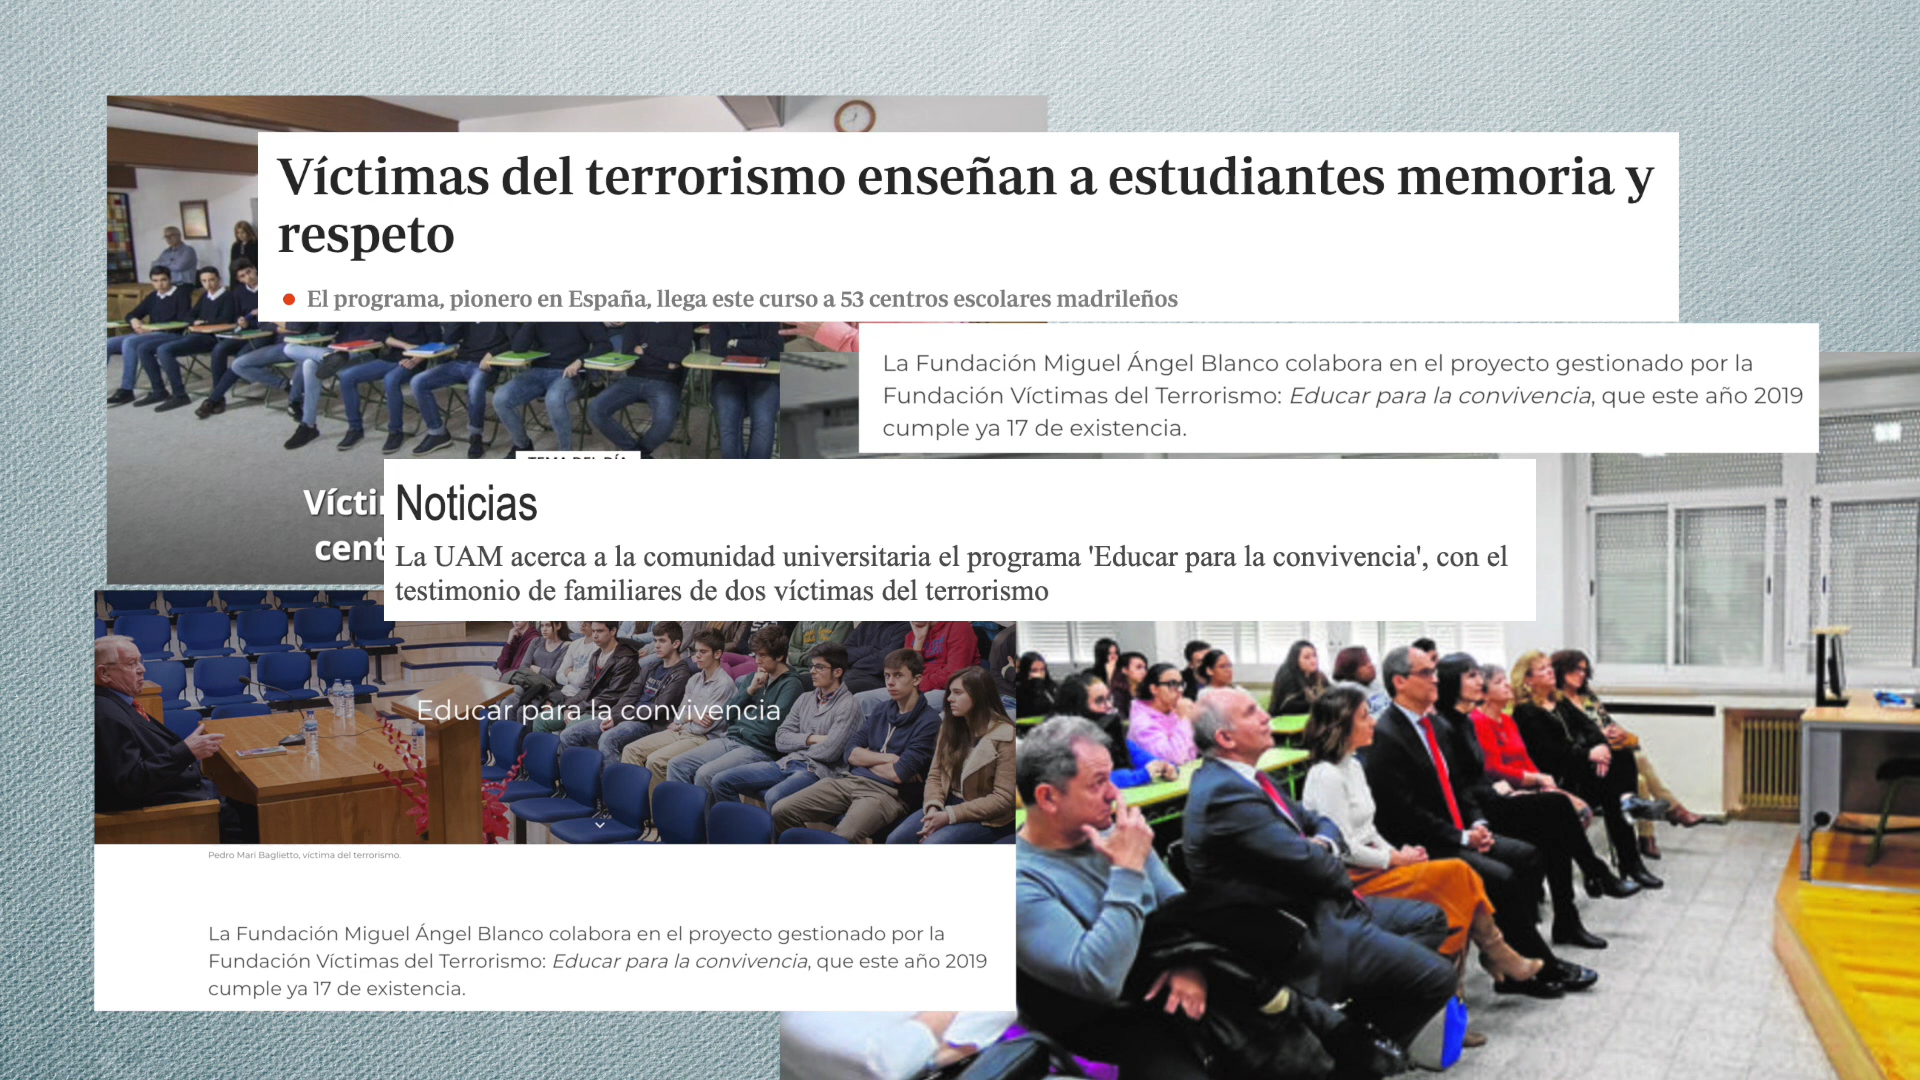 Víctimas del terrorismo enseñan a estudiantes memoria y
respeto
El programa, pionero en España, llega este curso a 53 centros escolares madrileños
La Fundación Miguel Ángel Blanco colabora en el proyecto gestionado por la
Fundación Víctimas del Terrorismo: Educar para la convivencia, que este año 2019
cumple ya 17 de existencia.
TEMA DEL DÍA
Noticias
La UAM acerca a la comunidad universitaria el programa 'Educar para la convivencia', con el
testimonio de familiares de dos víctimas del terrorismo
Educar para la convivencia
Pedro Mari Baglietto, víctima del terrorismo.
La Fundación Miguel Ángel Blanco colabora en el proyecto gestionado por la
Fundación Víctimas del Terrorismo: Educar para la convivencia, que este año 2019
cumple ya 17 de existencia.